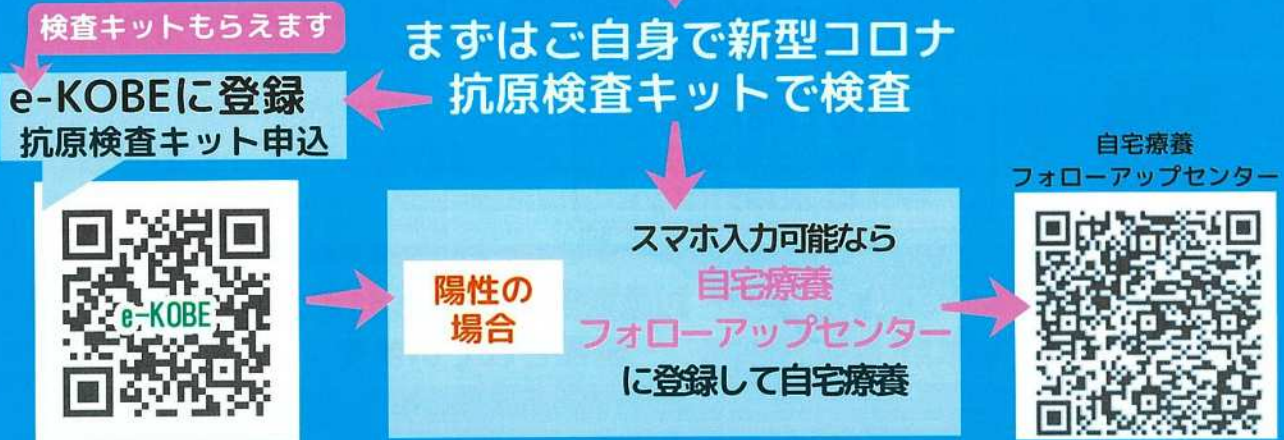 検査キットもらえます
まずはご自身で新型コロナ
抗原検査キットで検査
e-KOBEに登録
抗原検査キット申込
e-KOBE
陽性の
場合
スマホ入力可能なら
自宅療養
フォローアップセンター
に登録して自宅療養
自宅療養
フォローアップセンター